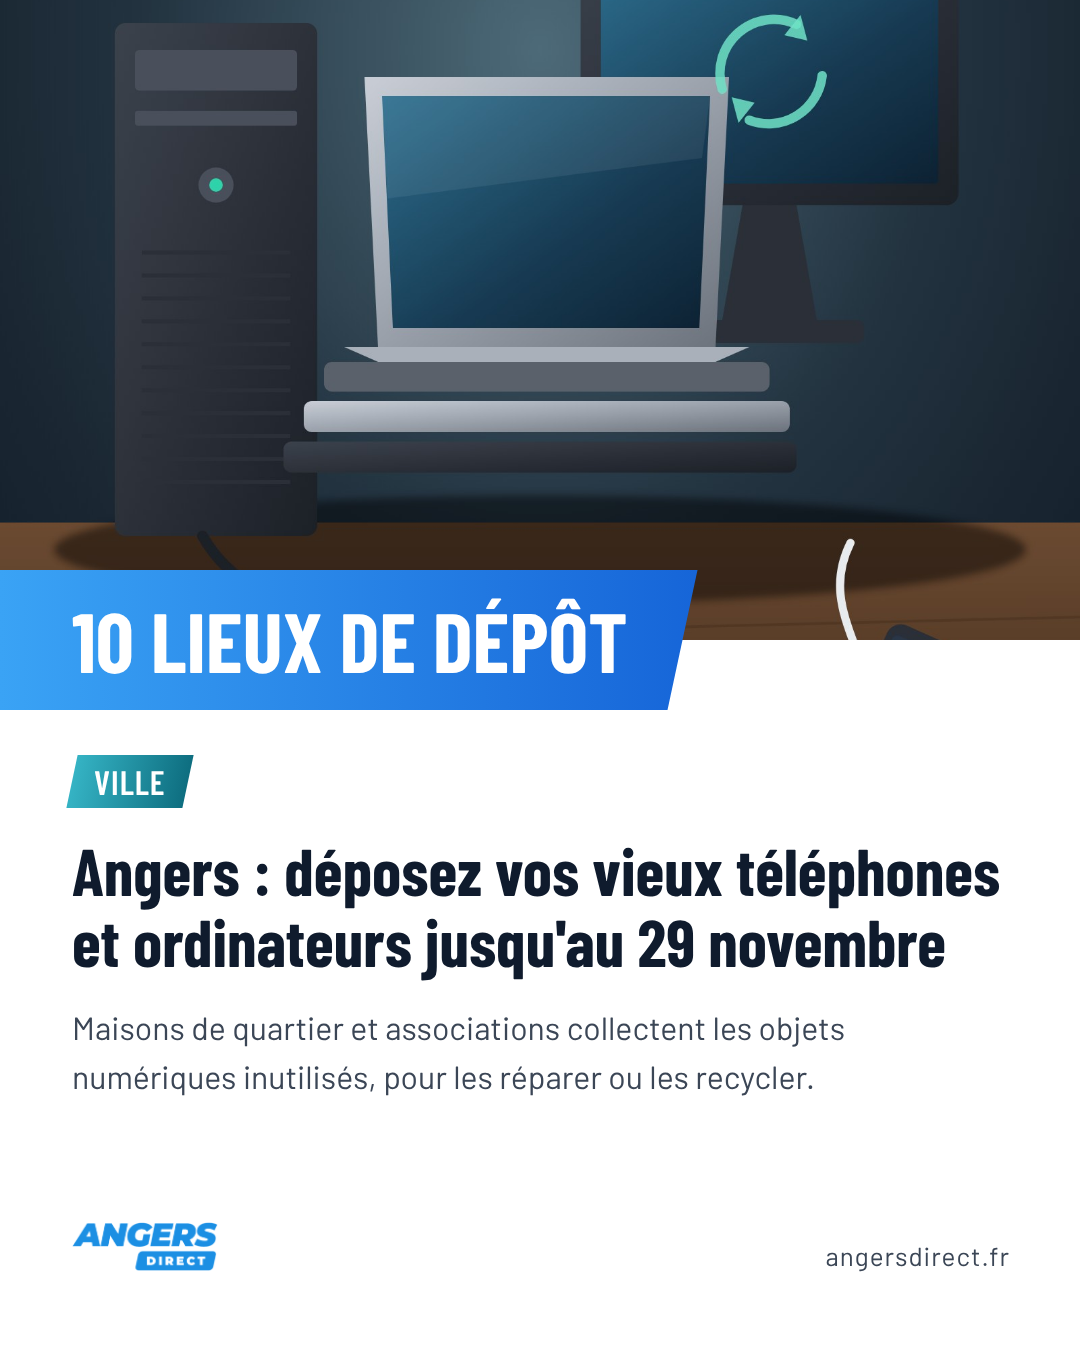 10 LIEUX DE DÉPÔT
VILLE
Angers : déposez vos vieux téléphones
et ordinateurs jusqu'au 29 novembre
Maisons de quartier et associations collectent les objets
numériques inutilisés, pour les réparer ou les recycler.
ANGERS
DIRECT
angersdirect.fr